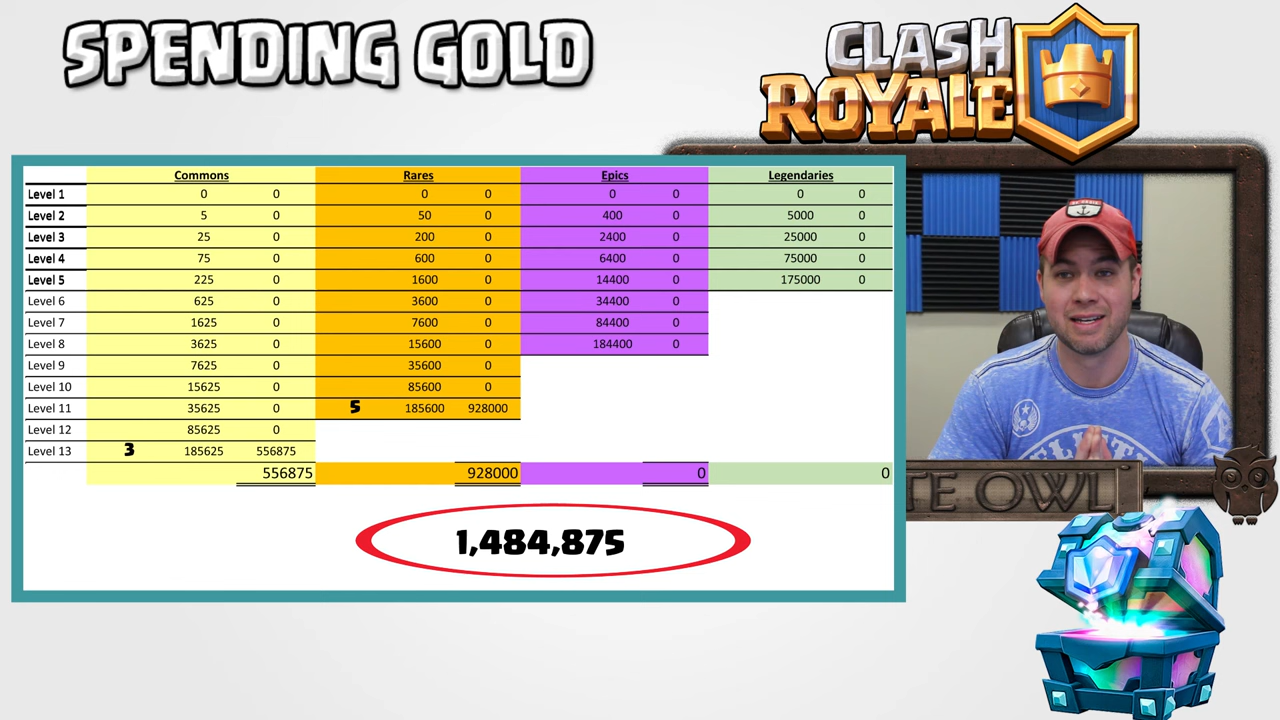 SPENDING GOLD
CLASH
ROYALE
Commons Rares Epics Legendaries
Level 1 0 0 0 0 0 0 0 0
Level 2 5 0 50 0 400 0 5000 0
Level 3 25 0 200 0 2400 0 25000 0
Level 4 75 0 600 0 6400 0 75000 0
Level 5 225 0 1600 0 14400 0 175000 0
Level 6 625 0 3600 0 34400 0
Level 7 1625 0 7600 0 84400 0
Level 8 3625 0 15600 0 184400 0
Level 9 7625 0 35600 0
Level 10 15625 0 85600 0
Level 11 35625 0 5 185600 928000
Level 12 85625 0
Level 13 3 185625 556875
556875 928000 0 0
1,484,875
TE OWL